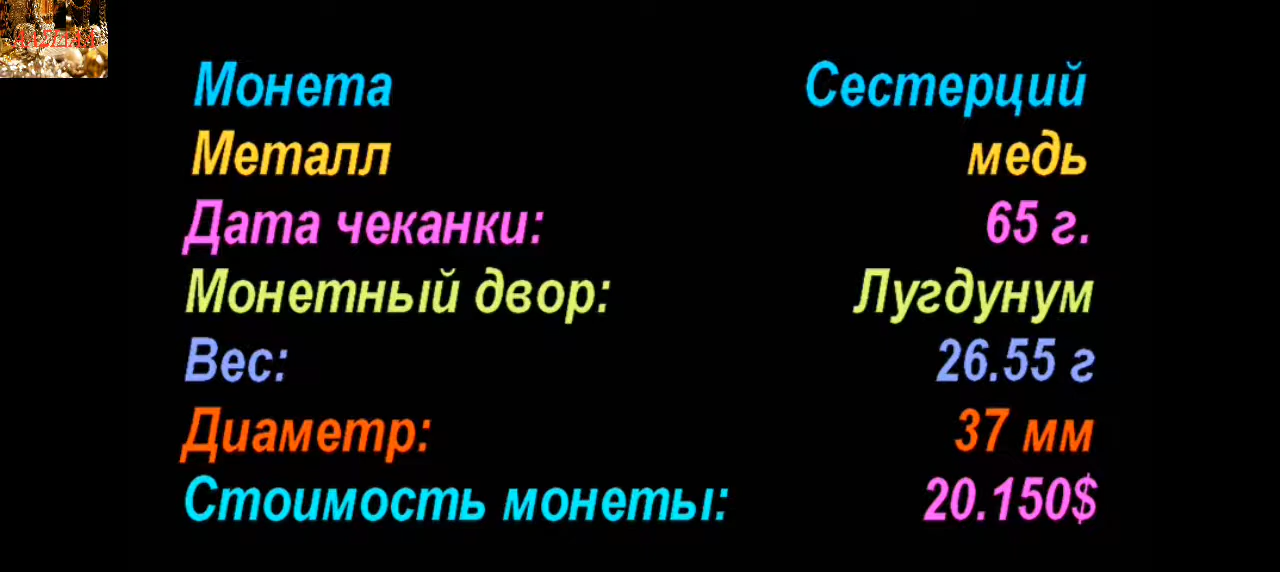 Монета Сестерций
Металл медь
Дата чеканки: 65 г.
Монетный двор: Лугдунум
Вес: 26.55 г
Диаметр: 37 мм
Стоимость монеты: 20.150$